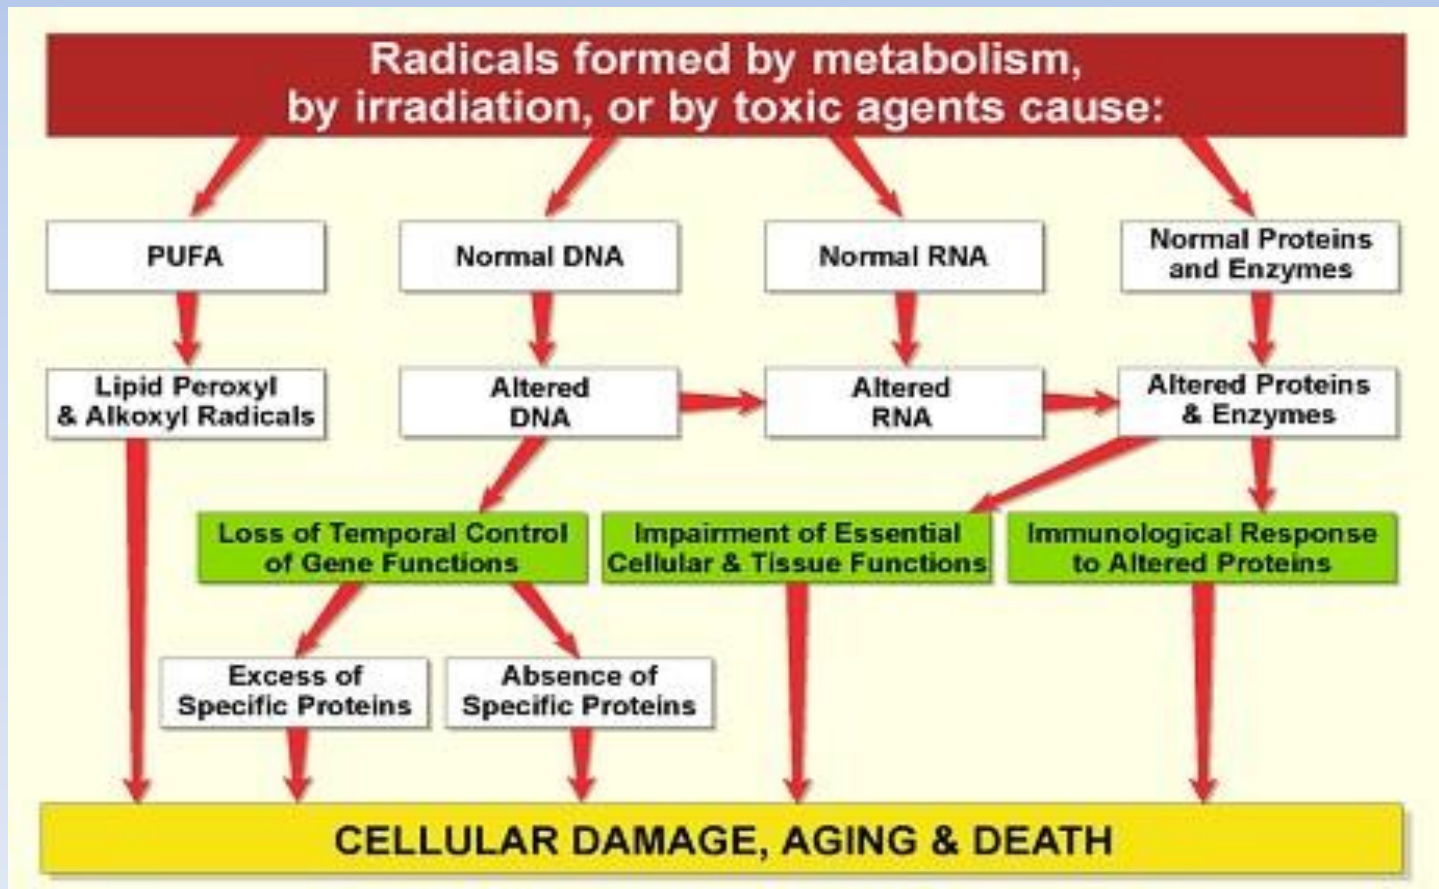 Radicals formed by metabolism,
by irradiation, or by toxic agents cause:
PUFA
Normal DNA
Normal RNA
Normal Proteins
and Enzymes
Lipid Peroxyl
& Alkoxyl Radicals
Altered
DNA
Altered
RNA
Altered Proteins
& Enzymes
Loss of Temporal Control
of Gene Functions
Impairment of Essential
Cellular & Tissue Functions
Immunological Response
to Altered Proteins
Excess of
Specific Proteins
Absence of
Specific Proteins
CELLULAR DAMAGE, AGING & DEATH